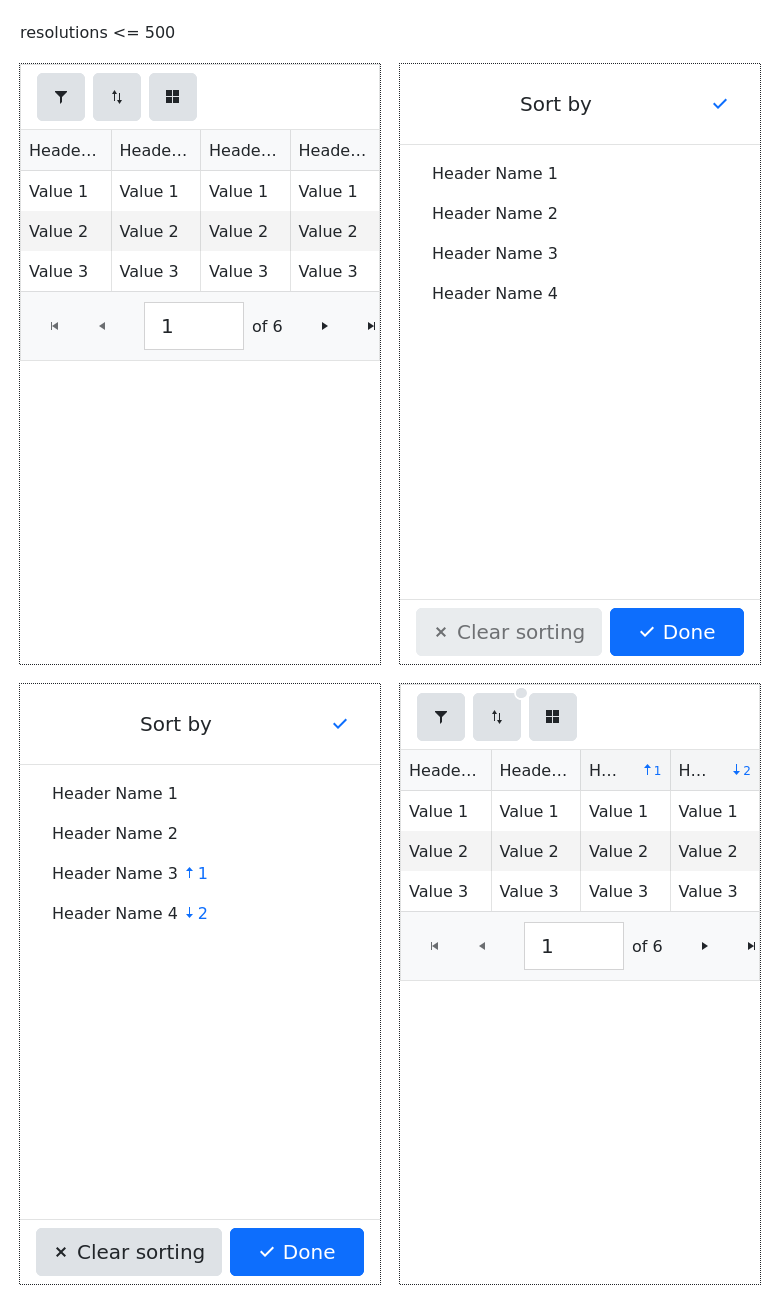 resolutions <= 500
Heade... Heade... Heade... Heade...
Value 1 Value 1 Value 1 Value 1
Value 2 Value 2 Value 2 Value 2
Value 3 Value 3 Value 3 Value 3
1 of 6
Sort by
Header Name 1
Header Name 2
Header Name 3
Header Name 4
Clear sorting Done
Sort by
Header Name 1
Header Name 2
Header Name 3 ↑1
Header Name 4 ↓2
Clear sorting Done
Heade... Heade... H... ↑1 H... ↓2
Value 1 Value 1 Value 1 Value 1
Value 2 Value 2 Value 2 Value 2
Value 3 Value 3 Value 3 Value 3
1 of 6